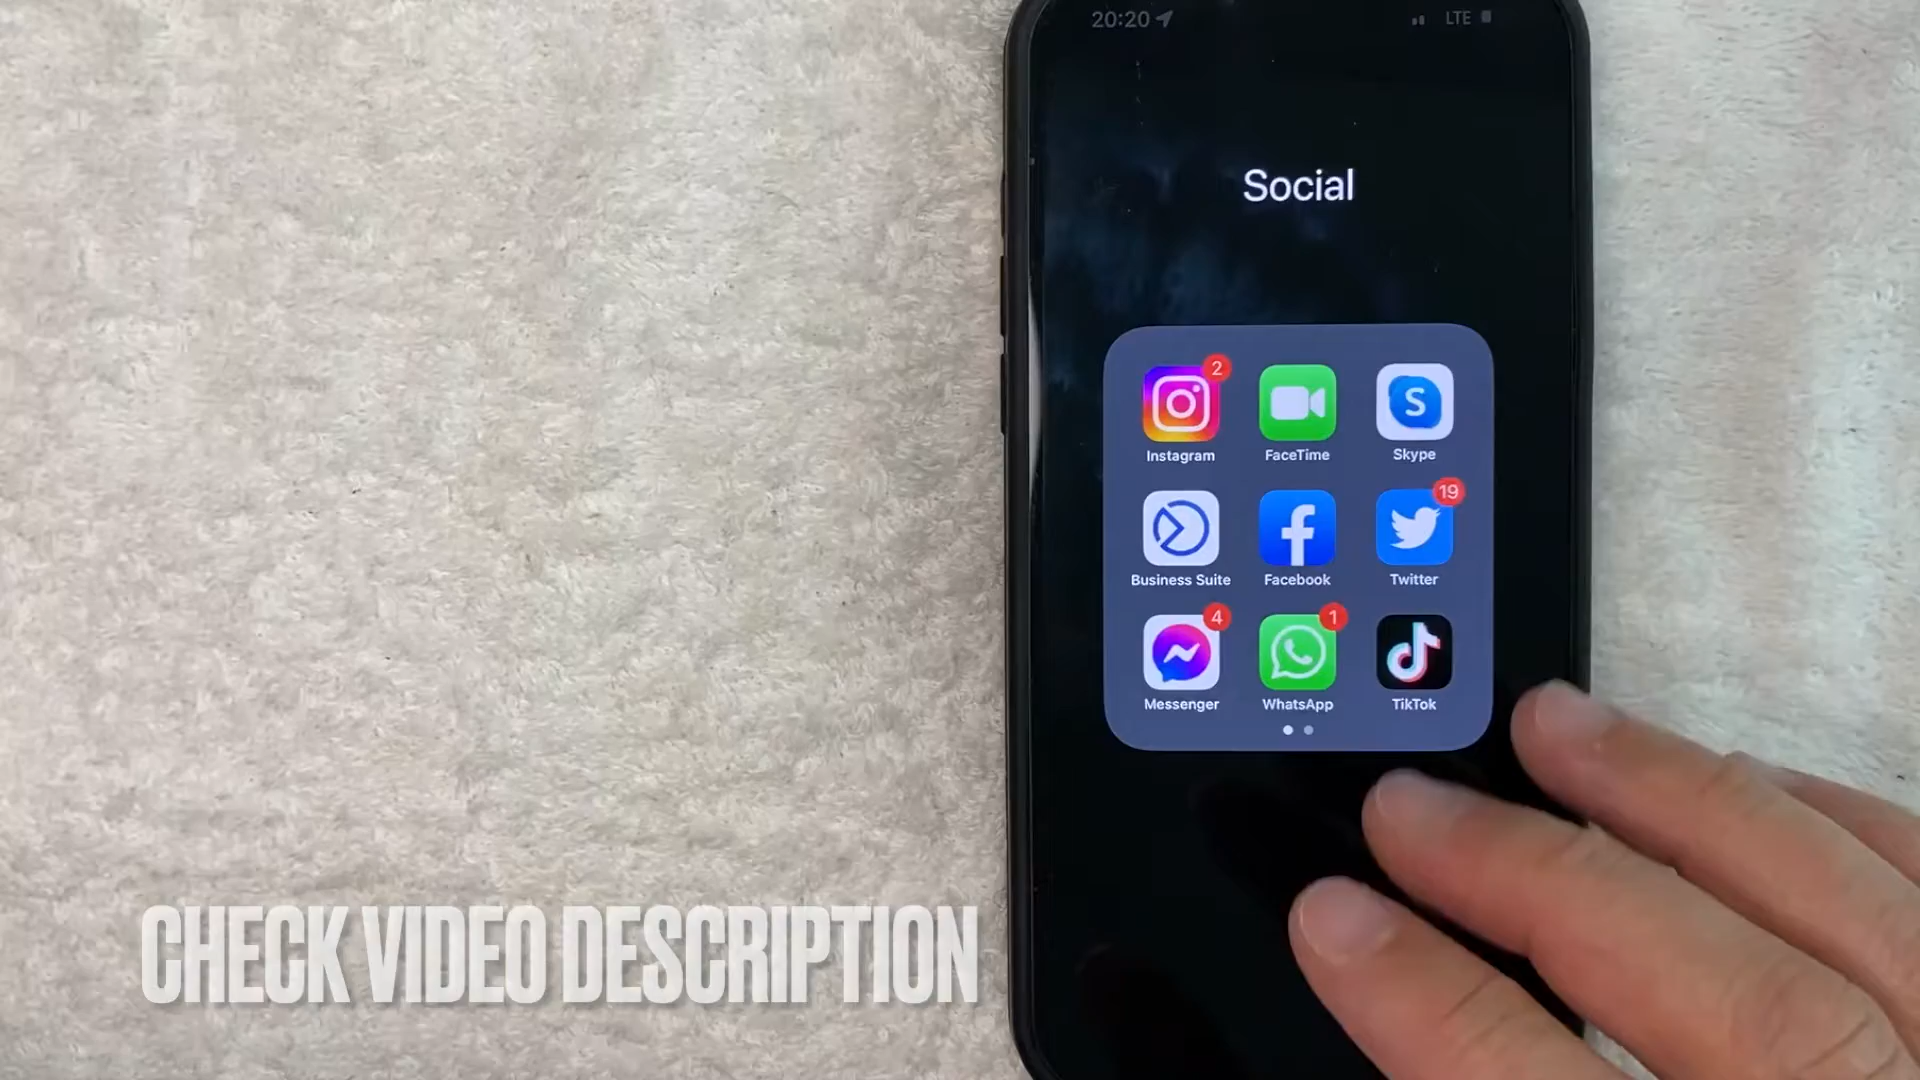 20:20
LTE
Social
2
Instagram
FaceTime
S
Skype
19
Business Suite
Facebook
Twitter
4
1
Messenger
WhatsApp
TikTok
CHECK VIDEO DESCRIPTION